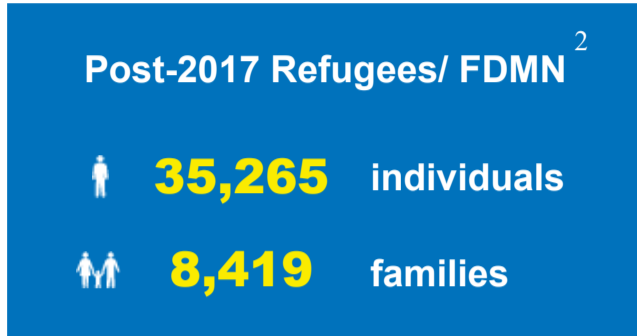 Post-2017 Refugees/ FDMN 2
35,265 individuals
8,419 families